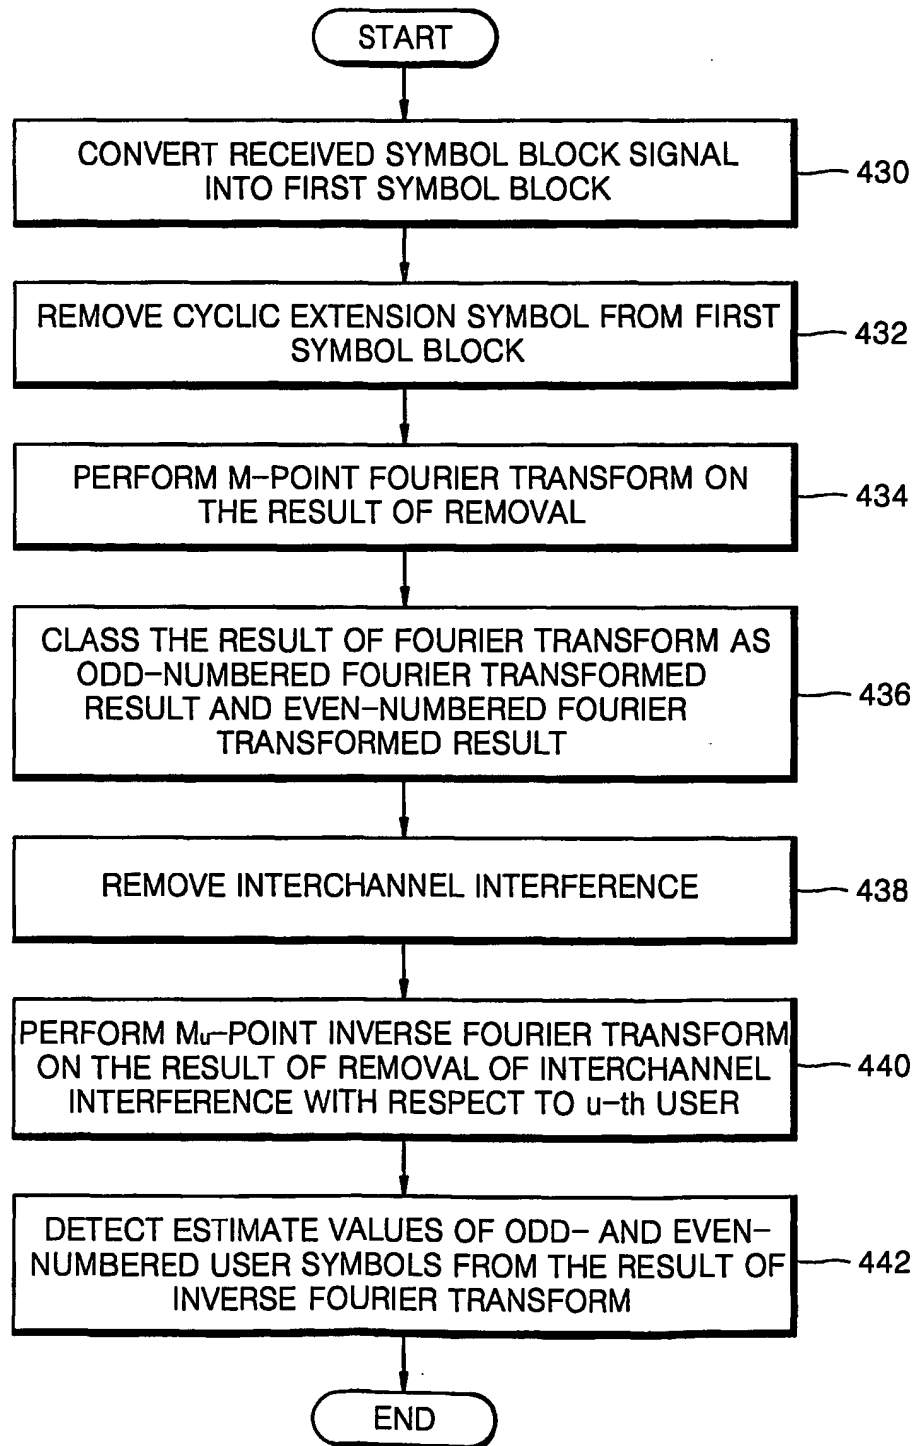 START
CONVERT RECEIVED SYMBOL BLOCK SIGNAL
INTO FIRST SYMBOL BLOCK
430
REMOVE CYCLIC EXTENSION SYMBOL FROM FIRST
SYMBOL BLOCK
432
PERFORM M-POINT FOURIER TRANSFORM ON
THE RESULT OF REMOVAL
434
CLASS THE RESULT OF FOURIER TRANSFORM AS
ODD-NUMBERED FOURIER TRANSFORMED
RESULT AND EVEN-NUMBERED FOURIER
TRANSFORMED RESULT
436
REMOVE INTERCHANNEL INTERFERENCE
438
PERFORM Mu-POINT INVERSE FOURIER TRANSFORM
ON THE RESULT OF REMOVAL OF INTERCHANNEL
INTERFERENCE WITH RESPECT TO u-th USER
440
DETECT ESTIMATE VALUES OF ODD- AND EVEN-
NUMBERED USER SYMBOLS FROM THE RESULT OF
INVERSE FOURIER TRANSFORM
442
END